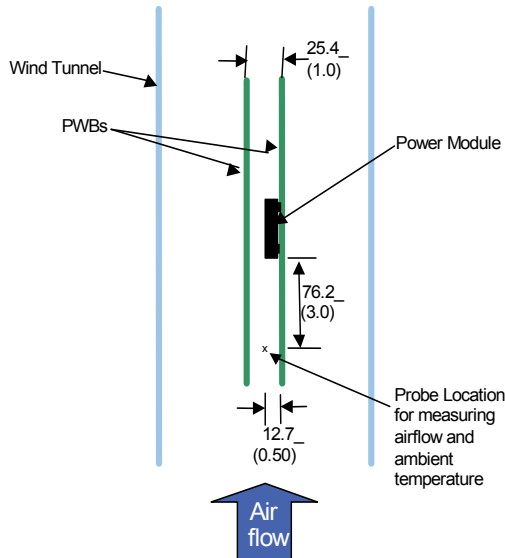 25.4_
(1.0)
Wind Tunnel
PWBs
Power Module
76.2_
(3.0)
x
Probe Location
for measuring
airflow and
ambient
temperature
12.7_
(0.50)
Air
flow